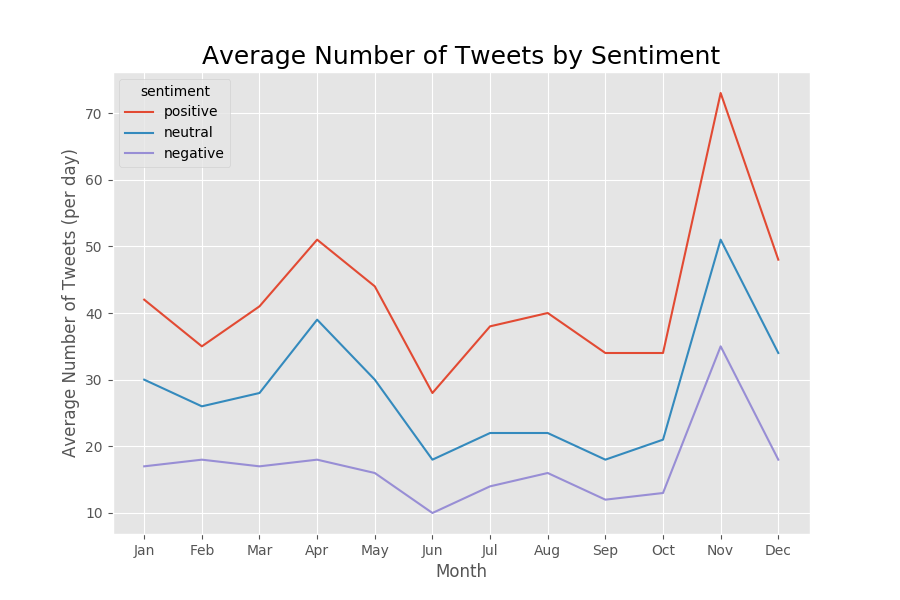 Average Number of Tweets by Sentiment
sentiment
positive
neutral
negative
Average Number of Tweets (per day)
70
60
50
40
30
20
10
Jan Feb Mar Apr May Jun Jul Aug Sep Oct Nov Dec
Month